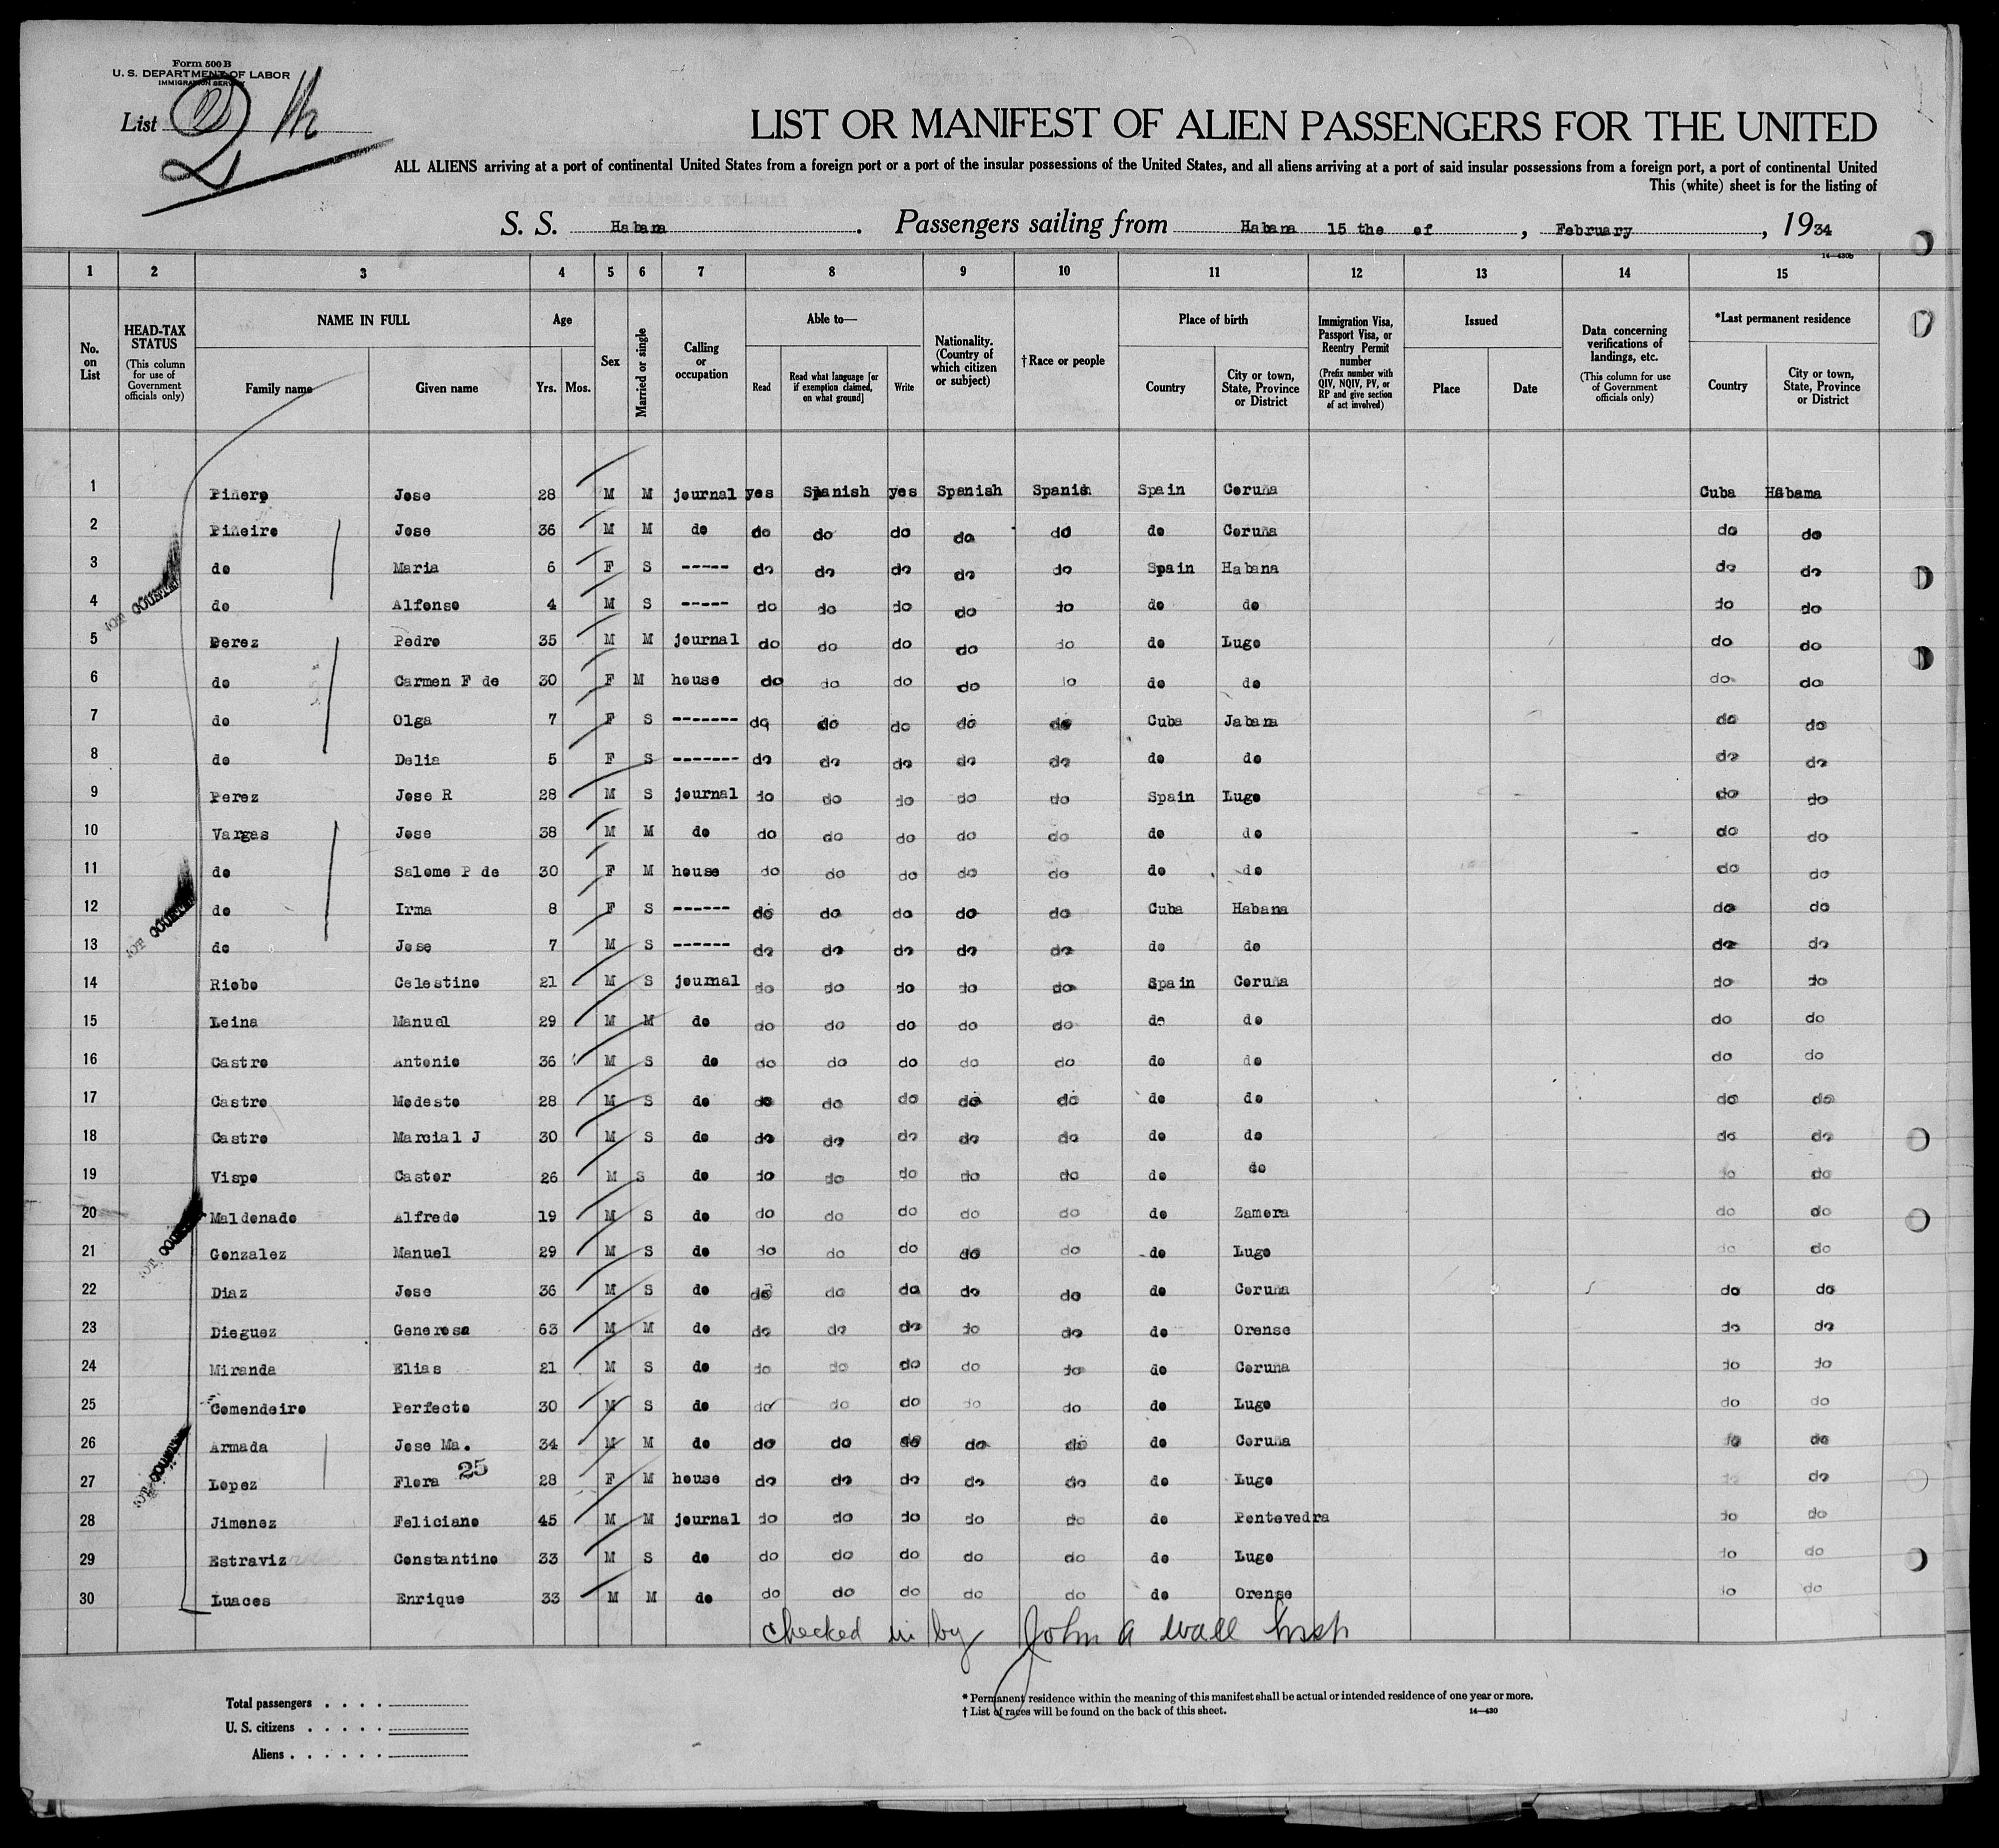 Form 500 B
U. S. DEPARTMENT OF LABOR
IMMIGRATION SERVICE
List
LIST OR MANIFEST OF ALIEN PASSENGERS FOR THE UNITED
ALL ALIENS arriving at a port of continental United States from a foreign port or a port of the insular possessions of the United States, and all aliens arriving at a port of said insular possessions from a foreign port, a port of continental United
This (white) sheet is for the listing of
S. S. Habana. Passengers sailing from Habana 15 the of, February, 1934
14—430b
1 2 3 4 5 6 7 8 9 10 11 12 13 14 15
No. on List
HEAD-TAX STATUS (This column for use of Government officials only)
NAME IN FULL Family name Given name
Age Yrs. Mos.
Sex
Married or single
Calling or occupation
Able to— Read Read what language [or if exemption claimed, on what ground] Write
Nationality. (Country of which citizen or subject)
†Race or people
Place of birth Country City or town, State, Province or District
Immigration Visa, Passport Visa, or Reentry Permit number (Prefix number with QIV, NQIV, PV, or RP and give section of act involved)
Issued Place Date
Data concerning verifications of landings, etc. (This column for use of Government officials only)
*Last permanent residence Country City or town, State, Province or District
1 Piñero Jose 28 M M journal yes Spanish yes Spanish Spanish Spain Coruña Cuba Habama
2 Piñeiro Jose 36 M M do do do do do do do Coruña do do
3 do Maria 6 F S ----- do do do do do Spain Habana do do
4 do Alfonso 4 M S ----- do do do do do do do do do
5 Perez Pedro 35 M M journal do do do do do do Lugo do do
6 do Carmen F de 30 F M house do do do do do do do do do
7 do Olga 7 F S ------- do do do do do Cuba Jabana do do
8 do Delia 5 F S ------- do do do do do do do do do
9 Perez Jose R 28 M S journal do do do do do Spain Lugo do do
10 Vargas Jose 38 M M do do do do do do do do do do
11 do Salome P de 30 F M house do do do do do do do do do
12 do Irma 8 F S ------ do do do do do Cuba Habana do do
13 do Jose 7 M S ------ do do do do do do do do do
14 Riobo Celestino 21 M S journal do do do do do Spain Coruña do do
15 Leina Manuel 29 M M do do do do do do do do do do
16 Castro Antonio 36 M S do do do do do do do do do do
17 Castro Modesto 28 M S do do do do do do do do do do
18 Castro Marcial J 30 M S do do do do do do do do do do
19 Vispo Castor 26 M S do do do do do do do do do do
20 Maldonado Alfredo 19 M S do do do do do do do Zamora do do
21 Gonzalez Manuel 29 M S do do do do do do do Lugo do do
22 Diaz Jose 36 M S do do do do do do do Coruña do do
23 Dieguez Generosa 63 M M do do do do do do do Orense do do
24 Miranda Elias 21 M S do do do do do do do Coruña do do
25 Comendeiro Perfecto 30 M S do do do do do do do Lugo do do
26 Armada Jose Ma. 34 M M do do do do do do do Coruña do do
27 Lopez Flora 25 28 F M house do do do do do do Lugo do do
28 Jimenez Feliciano 45 M M journal do do do do do do Pontevedra do do
29 Estraviz Constantino 33 M S do do do do do do do Lugo do do
30 Luaces Enrique 33 M M do do do do do do do Orense do do
checked in by John A Wall Insp
Total passengers . . . .
U. S. citizens . . . . .
Aliens . . . . . .
* Permanent residence within the meaning of this manifest shall be actual or intended residence of one year or more.
† List of races will be found on the back of this sheet.
14—430